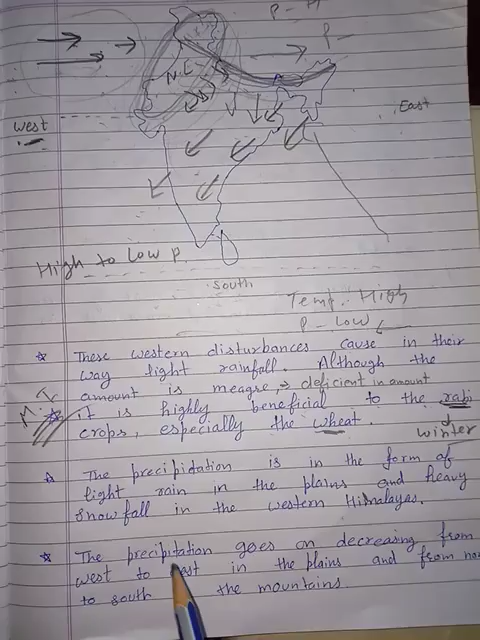 P - H
P -
N.E
East
West
High to Low P.
South
Temp. High
P - Low
These western disturbances cause in their
way light rainfall. Although the
amount is meagre, → deficient in amount
it is highly beneficial to the rabi
crops, especially the wheat.
winter
The precipitation is in the form of
light rain in the plains and heavy
snowfall in the western Himalayas.
The precipitation goes on decreasing from
west to east in the plains and from no
to south the mountains